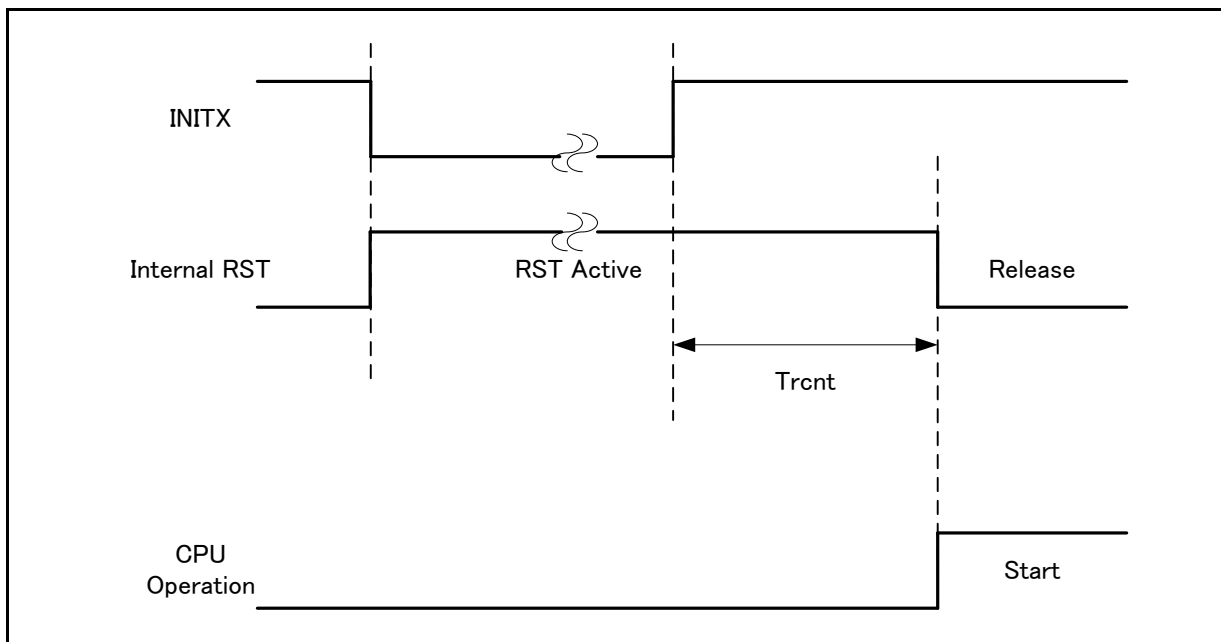 INITX
Internal RST
RST Active
Release
Trcnt
CPU
Operation
Start